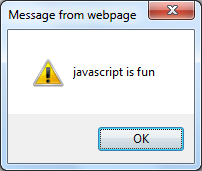 Message from webpage
javascript is fun
OK